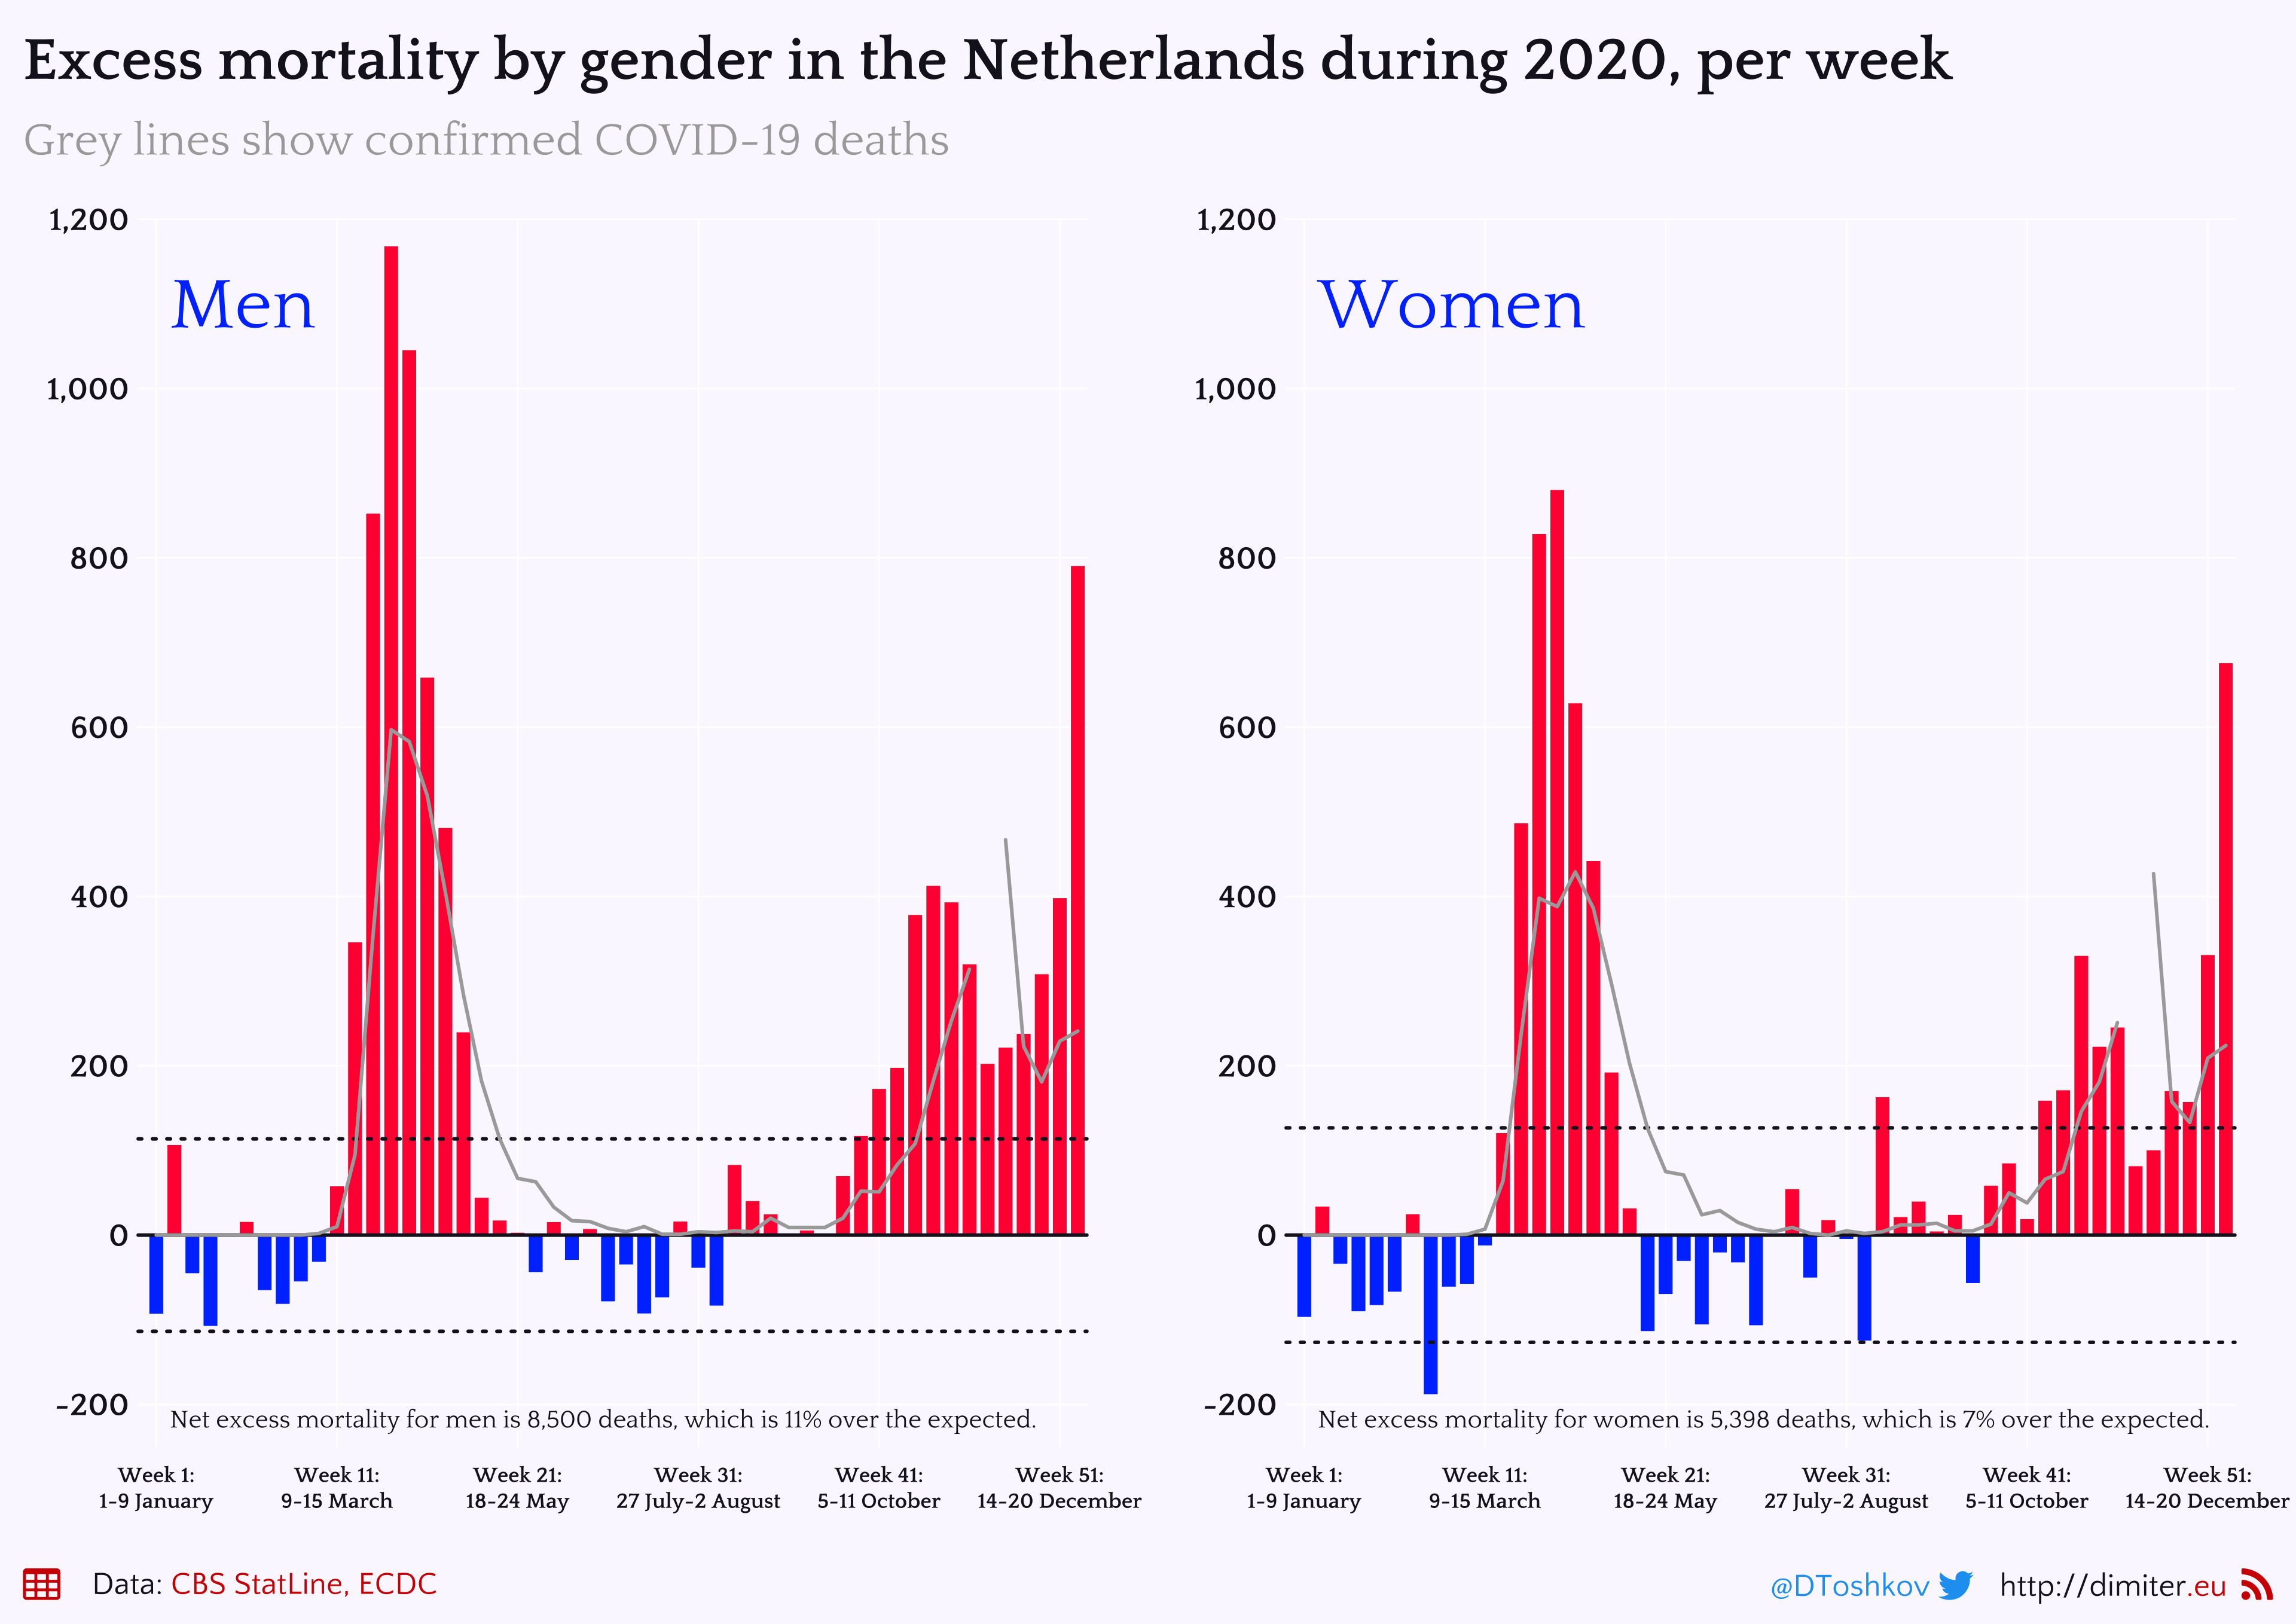 Excess mortality by gender in the Netherlands during 2020, per week
Grey lines show confirmed COVID-19 deaths
Men
1,200
1,000
800
600
400
200
0
-200
Net excess mortality for men is 8,500 deaths, which is 11% over the expected.
Week 1:
1-9 January
Week 11:
9-15 March
Week 21:
18-24 May
Week 31:
27 July-2 August
Week 41:
5-11 October
Week 51:
14-20 December
Women
1,200
1,000
800
600
400
200
0
-200
Net excess mortality for women is 5,398 deaths, which is 7% over the expected.
Week 1:
1-9 January
Week 11:
9-15 March
Week 21:
18-24 May
Week 31:
27 July-2 August
Week 41:
5-11 October
Week 51:
14-20 December
Data: CBS StatLine, ECDC
@DToshkov
http://dimiter.eu